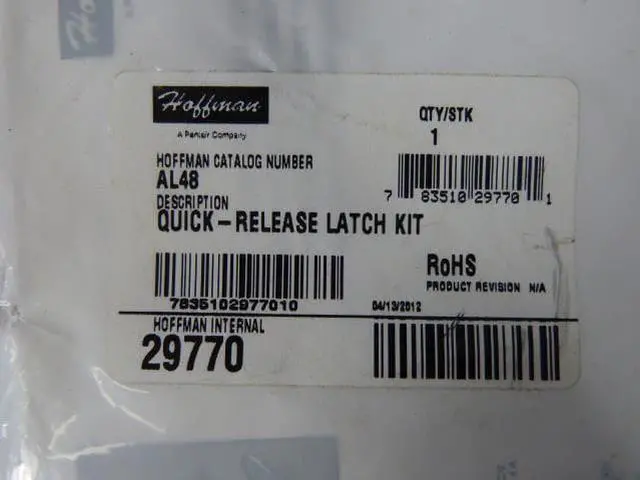 Hoffman
A Pentair Company
QTY/STK
1
HOFFMAN CATALOG NUMBER
AL48
DESCRIPTION
QUICK-RELEASE LATCH KIT
7 83510 29770 1
RoHS
PRODUCT REVISION N/A
7835102977010
04/13/2012
HOFFMAN INTERNAL
29770